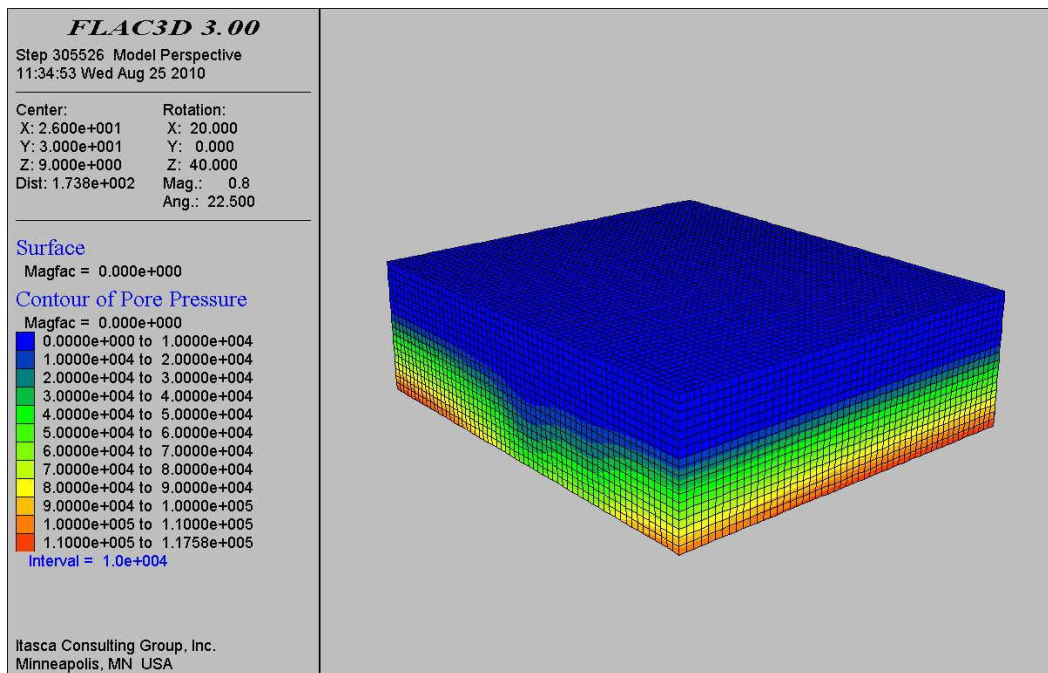 FLAC3D 3.00
Step 305526  Model Perspective
11:34:53 Wed Aug 25 2010
Center: Rotation:
X: 2.600e+001 X: 20.000
Y: 3.000e+001 Y: 0.000
Z: 9.000e+000 Z: 40.000
Dist: 1.738e+002 Mag.: 0.8
Ang.: 22.500
Surface
Magfac = 0.000e+000
Contour of Pore Pressure
Magfac = 0.000e+000
0.0000e+000 to 1.0000e+004
1.0000e+004 to 2.0000e+004
2.0000e+004 to 3.0000e+004
3.0000e+004 to 4.0000e+004
4.0000e+004 to 5.0000e+004
5.0000e+004 to 6.0000e+004
6.0000e+004 to 7.0000e+004
7.0000e+004 to 8.0000e+004
8.0000e+004 to 9.0000e+004
9.0000e+004 to 1.0000e+005
1.0000e+005 to 1.1000e+005
1.1000e+005 to 1.1758e+005
Interval = 1.0e+004
Itasca Consulting Group, Inc.
Minneapolis, MN USA